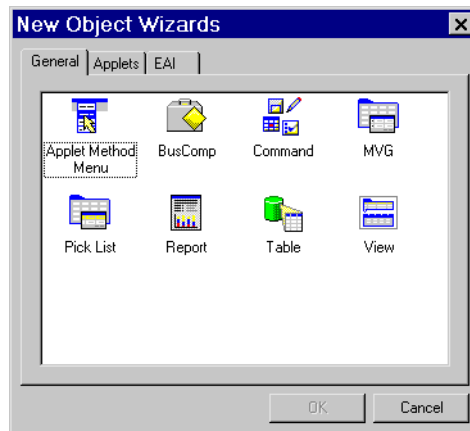 New Object Wizards
General Applets EAI
Applet Method Menu
BusComp
Command
MVG
Pick List
Report
Table
View
OK
Cancel